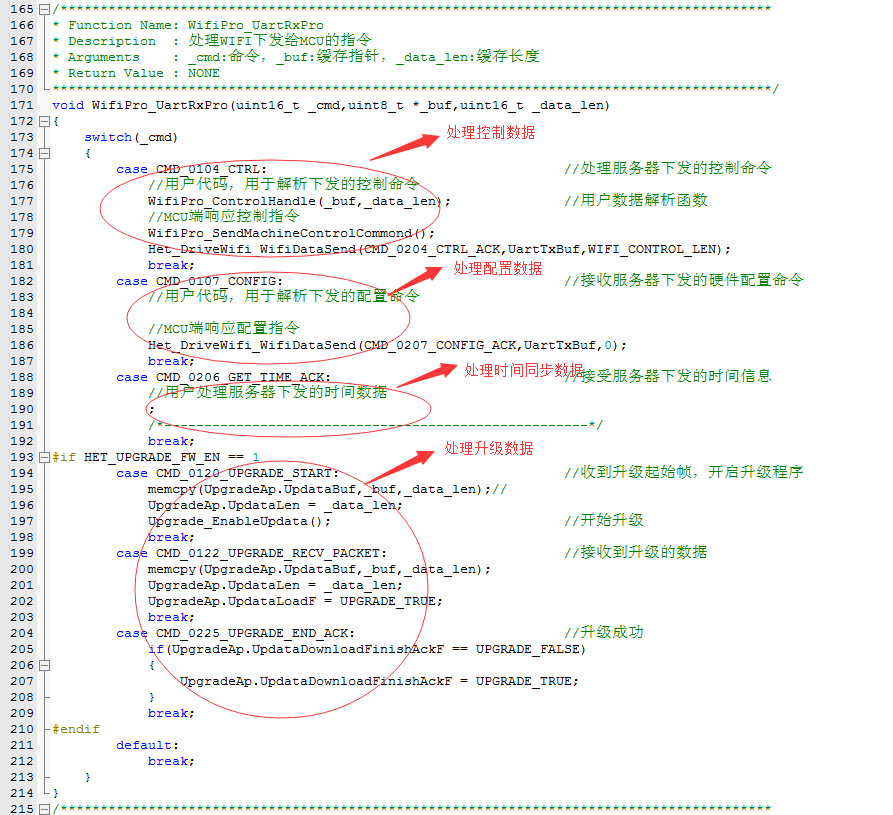 165 /******************************************************************************************
166 * Function Name: WifiPro_UartRxPro
167 * Description  : 处理WIFI下发给MCU的指令
168 * Arguments    : _cmd:命令, _buf:缓存指针, _data_len:缓存长度
169 * Return Value : NONE
170 ******************************************************************************************/
171 void WifiPro_UartRxPro(uint16_t _cmd,uint8_t *_buf,uint16_t _data_len)
172 {
173     switch(_cmd) 处理控制数据
174     {
175         case CMD_0104_CTRL: //处理服务器下发的控制命令
176             //用户代码，用于解析下发的控制命令
177             WifiPro_ControlHandle(_buf,_data_len); //用户数据解析函数
178             //MCU端响应控制指令
179             WifiPro_SendMachineControlCommond();
180             Het_DriveWifi_WifiDataSend(CMD_0204_CTRL_ACK,UartTxBuf,WIFI_CONTROL_LEN);
181             break; 处理配置数据
182         case CMD_0107_CONFIG: //接收服务器下发的硬件配置命令
183             //用户代码，用于解析下发的配置命令
184
185             //MCU端响应配置指令
186             Het_DriveWifi_WifiDataSend(CMD_0207_CONFIG_ACK,UartTxBuf,0);
187             break; 处理时间同步数据
188         case CMD_0206_GET_TIME_ACK: //接受服务器下发的时间信息
189             //用户处理服务器下发的时间数据
190             ;
191             /*------------------------------------------------------*/
192             break; 处理升级数据
193 #if HET_UPGRADE_FW_EN == 1
194         case CMD_0120_UPGRADE_START: //收到升级起始帧，开启升级程序
195             memcpy(UpgradeAp.UpdataBuf,_buf,_data_len);//
196             UpgradeAp.UpdataLen = _data_len;
197             Upgrade_EnableUpdata(); //开始升级
198             break;
199         case CMD_0122_UPGRADE_RECV_PACKET: //接收到升级的数据
200             memcpy(UpgradeAp.UpdataBuf,_buf,_data_len);
201             UpgradeAp.UpdataLen = _data_len;
202             UpgradeAp.UpdataLoadF = UPGRADE_TRUE;
203             break;
204         case CMD_0225_UPGRADE_END_ACK: //升级成功
205             if(UpgradeAp.UpdataDownloadFinishAckF == UPGRADE_FALSE)
206             {
207                 UpgradeAp.UpdataDownloadFinishAckF = UPGRADE_TRUE;
208             }
209             break;
210 #endif
211         default:
212             break;
213     }
214 }
215 /******************************************************************************************